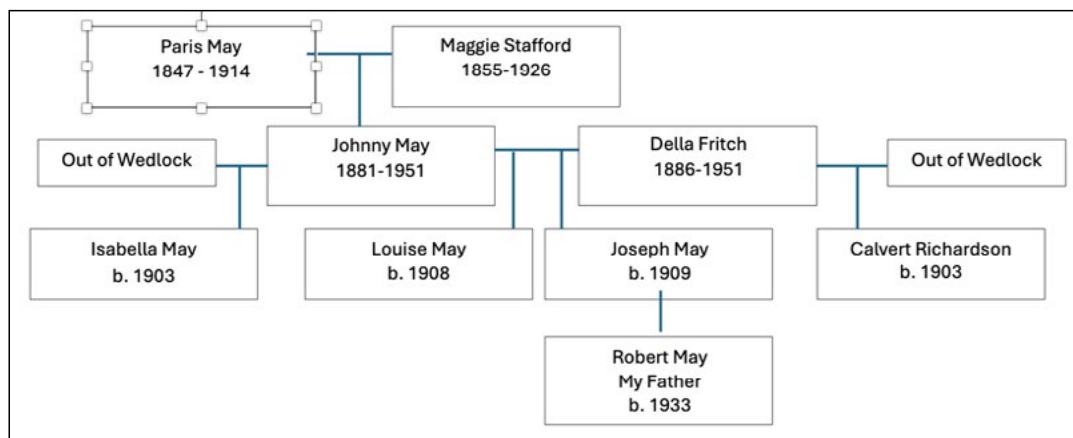 Paris May
1847 - 1914
Maggie Stafford
1855-1926
Out of Wedlock
Johnny May
1881-1951
Della Fritch
1886-1951
Out of Wedlock
Isabella May
b. 1903
Louise May
b. 1908
Joseph May
b. 1909
Calvert Richardson
b. 1903
Robert May
My Father
b. 1933